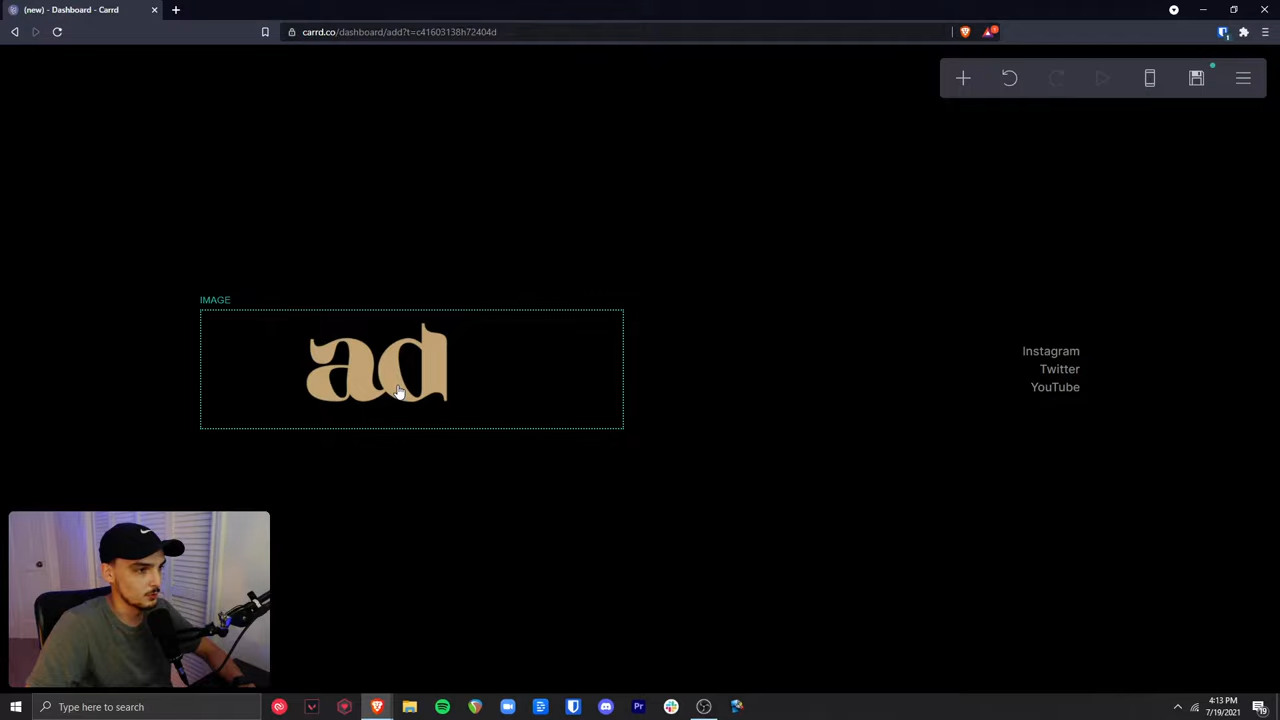 (new) - Dashboard - Carrd
carrd.co/dashboard/add?t=c41603138h72404d
IMAGE
ad
Instagram
Twitter
YouTube
Type here to search
Pr
4:13 PM
7/19/2021